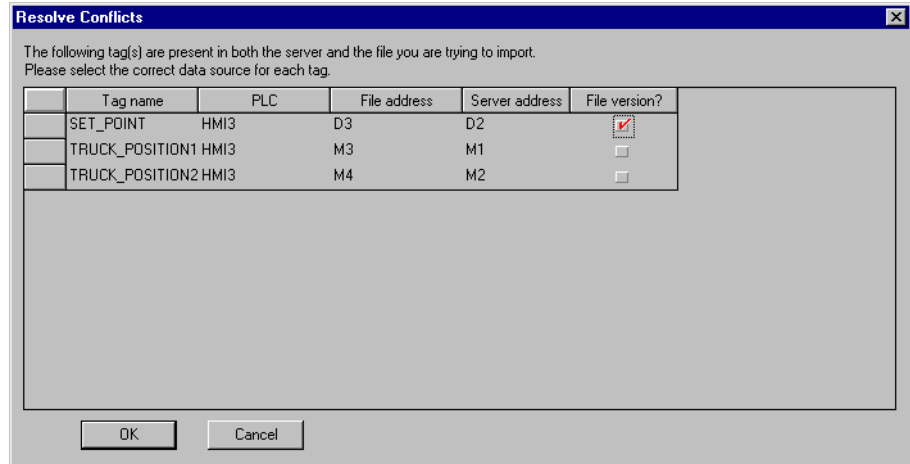 Resolve Conflicts
The following tag(s) are present in both the server and the file you are trying to import.
Please select the correct data source for each tag.
Tag name PLC File address Server address File version?
SET_POINT HMI3 D3 D2
TRUCK_POSITION1 HMI3 M3 M1
TRUCK_POSITION2 HMI3 M4 M2
OK Cancel